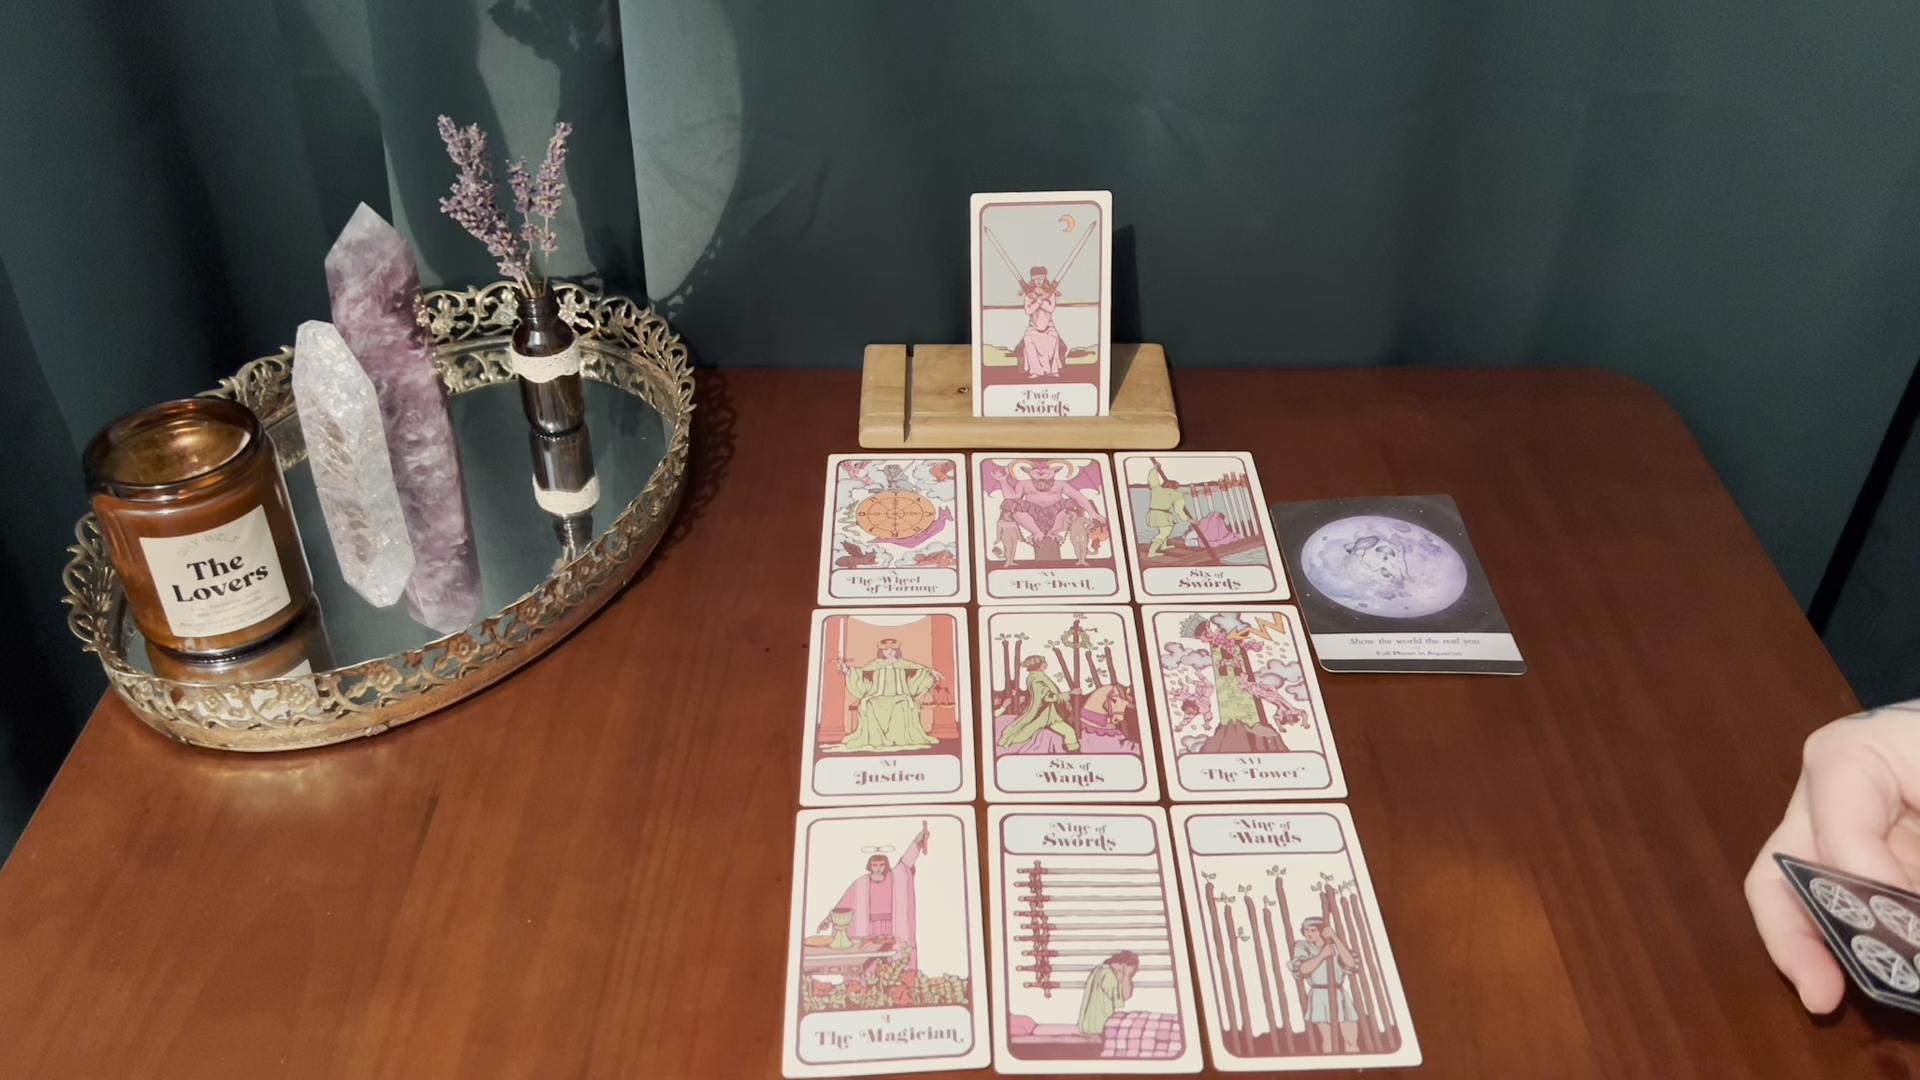 Two of
Swords
X
The Wheel
of Fortune
XV
The Devil
Six of
Swords
Show the world the real you
Full Moon in Aquarius
SHY WOLF
The
Lovers
XI
Justice
Six of
Wands
XVI
The Tower
I
The Magician
Nine of
Swords
Nine of
Wands